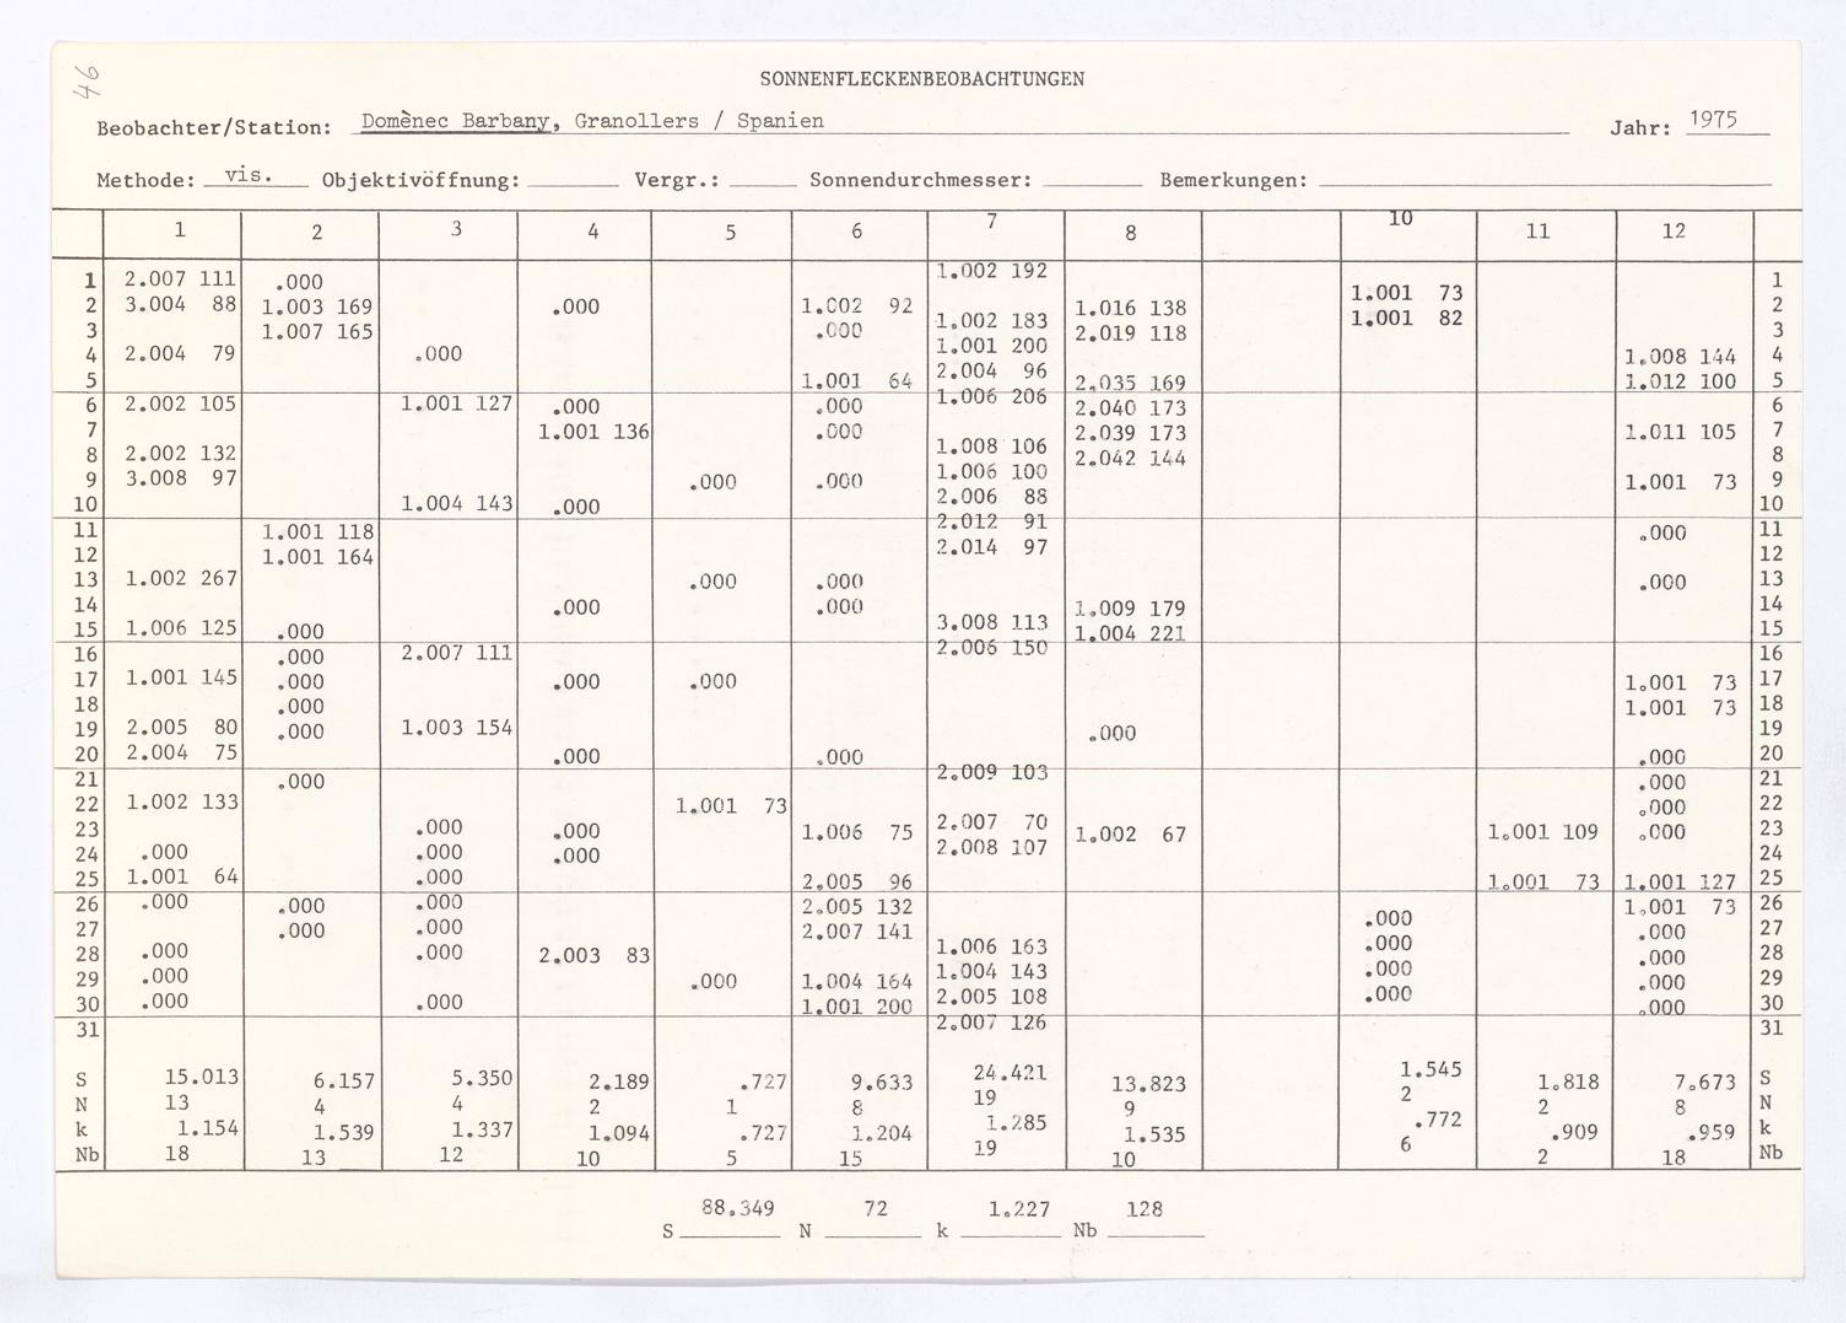 46
SONNENFLECKENBEOBACHTUNGEN
Beobachter/Station: Domènec Barbany, Granollers / Spanien Jahr: 1975
Methode: vis. Objektivöffnung: Vergr.: Sonnendurchmesser: Bemerkungen:
1 2 3 4 5 6 7 8 10 11 12
1 2.007 111 .000 1.002 192 1
2 3.004 88 1.003 169 .000 1.002 92 1.016 138 1.001 73 2
3 1.007 165 .000 1.002 183 2.019 118 1.001 82 3
4 2.004 79 .000 1.001 200 1.008 144 4
5 1.001 64 2.004 96 2.035 169 1.012 100 5
6 2.002 105 1.001 127 .000 .000 1.006 206 2.040 173 6
7 1.001 136 .000 2.039 173 1.011 105 7
8 2.002 132 1.008 106 2.042 144 8
9 3.008 97 .000 .000 1.006 100 1.001 73 9
10 1.004 143 .000 2.006 88 10
11 1.001 118 2.012 91 .000 11
12 1.001 164 2.014 97 12
13 1.002 267 .000 .000 .000 13
14 .000 .000 1.009 179 14
15 1.006 125 .000 3.008 113 1.004 221 15
16 .000 2.007 111 2.006 150 16
17 1.001 145 .000 .000 .000 1.001 73 17
18 .000 1.001 73 18
19 2.005 80 .000 1.003 154 .000 19
20 2.004 75 .000 .000 .000 20
21 .000 2.009 103 .000 21
22 1.002 133 1.001 73 .000 22
23 .000 .000 1.006 75 2.007 70 1.002 67 1.001 109 .000 23
24 .000 .000 .000 2.008 107 24
25 1.001 64 .000 2.005 96 1.001 73 1.001 127 25
26 .000 .000 .000 2.005 132 1.001 73 26
27 .000 .000 2.007 141 .000 .000 27
28 .000 .000 2.003 83 1.006 163 .000 .000 28
29 .000 .000 1.004 164 1.004 143 .000 .000 29
30 .000 .000 1.001 200 2.005 108 .000 .000 30
31 2.007 126 31
S 15.013 6.157 5.350 2.189 .727 9.633 24.421 13.823 1.545 1.818 7.673 S
N 13 4 4 2 1 8 19 9 2 2 8 N
k 1.154 1.539 1.337 1.094 .727 1.204 1.285 1.535 .772 .909 .959 k
Nb 18 13 12 10 5 15 19 10 6 2 18 Nb
S 88.349 N 72 k 1.227 Nb 128